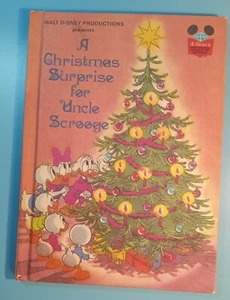 WALT DISNEY PRODUCTIONS
presents
A
Christmas
Surprise
for
Uncle
Scrooge